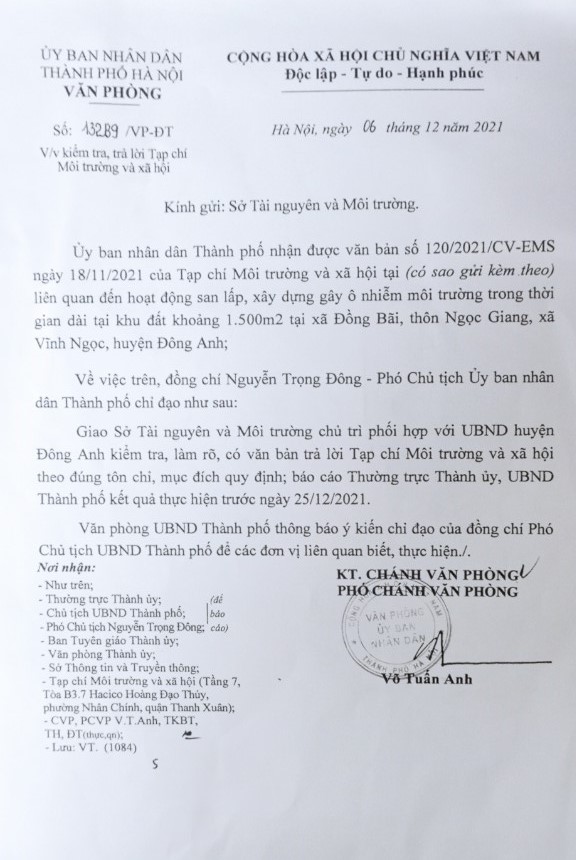 ỦY BAN NHÂN DÂN
THÀNH PHỐ HÀ NỘI
VĂN PHÒNG
CỘNG HÒA XÃ HỘI CHỦ NGHĨA VIỆT NAM
Độc lập - Tự do - Hạnh phúc
Số: 13289 /VP-ĐT
V/v kiểm tra, trả lời Tạp chí
Môi trường và xã hội
Hà Nội, ngày 06 tháng 12 năm 2021
Kính gửi: Sở Tài nguyên và Môi trường.
Ủy ban nhân dân Thành phố nhận được văn bản số 120/2021/CV-EMS
ngày 18/11/2021 của Tạp chí Môi trường và xã hội tại (có sao gửi kèm theo)
liên quan đến hoạt động san lấp, xây dựng gây ô nhiễm môi trường trong thời
gian dài tại khu đất khoảng 1.500m2 tại xã Đồng Bãi, thôn Ngọc Giang, xã
Vĩnh Ngọc, huyện Đông Anh;
Về việc trên, đồng chí Nguyễn Trọng Đông - Phó Chủ tịch Ủy ban nhân
dân Thành phố chỉ đạo như sau:
Giao Sở Tài nguyên và Môi trường chủ trì phối hợp với UBND huyện
Đông Anh kiểm tra, làm rõ, có văn bản trả lời Tạp chí Môi trường và xã hội
theo đúng tôn chỉ, mục đích quy định; báo cáo Thường trực Thành ủy, UBND
Thành phố kết quả thực hiện trước ngày 25/12/2021.
Văn phòng UBND Thành phố thông báo ý kiến chỉ đạo của đồng chí Phó
Chủ tịch UBND Thành phố để các đơn vị liên quan biết, thực hiện./.
Nơi nhận:
- Như trên;
- Thường trực Thành ủy; (để
- Chủ tịch UBND Thành phố; báo
- Phó Chủ tịch Nguyễn Trọng Đông; cáo)
- Ban Tuyên giáo Thành ủy;
- Văn phòng Thành ủy;
- Sở Thông tin và Truyền thông;
- Tạp chí Môi trường và xã hội (Tầng 7,
Tòa B3.7 Hacico Hoàng Đạo Thúy,
phường Nhân Chính, quận Thanh Xuân);
- CVP, PCVP V.T.Anh, TKBT,
TH, ĐT(thực,qn);
- Lưu: VT. (1084)
KT. CHÁNH VĂN PHÒNG
PHÓ CHÁNH VĂN PHÒNG
VĂN PHÒNG
ỦY BAN
NHÂN DÂN
THÀNH PHỐ HÀ NỘI
Võ Tuấn Anh